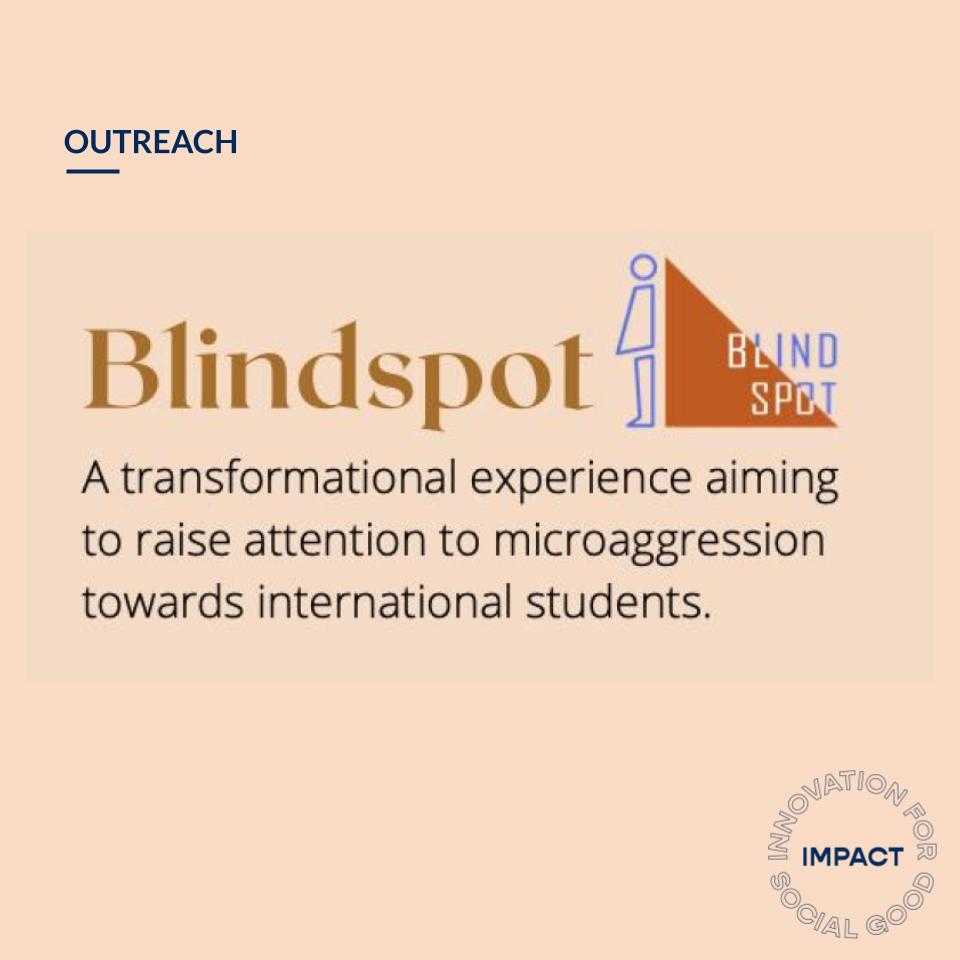 OUTREACH
Blindspot
BLIND
SPOT
A transformational experience aiming
to raise attention to microaggression
towards international students.
INNOVATION FOR
IMPACT
SOCIAL GOOD